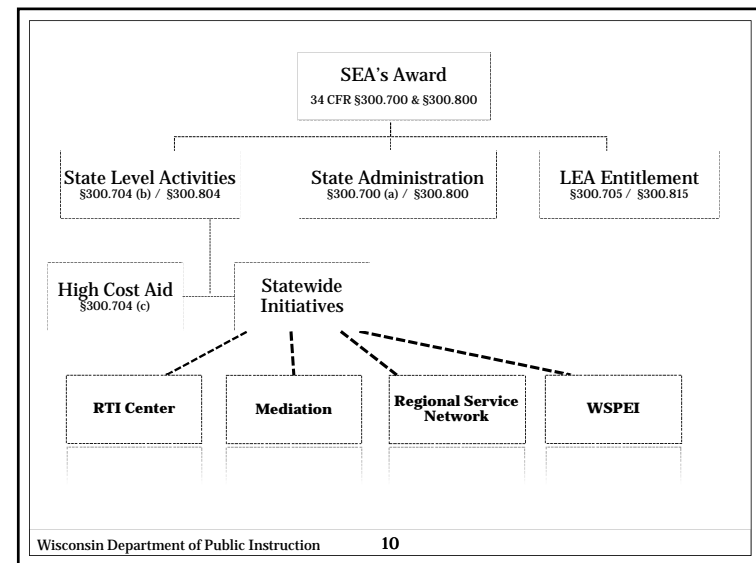 SEA's Award
34 CFR §300.700 & §300.800
State Level Activities
§300.704 (b) / §300.804
State Administration
§300.700 (a) / §300.800
LEA Entitlement
§300.705 / §300.815
High Cost Aid
§300.704 (c)
Statewide
Initiatives
RTI Center
Mediation
Regional Service
Network
WSPEI
Wisconsin Department of Public Instruction 10